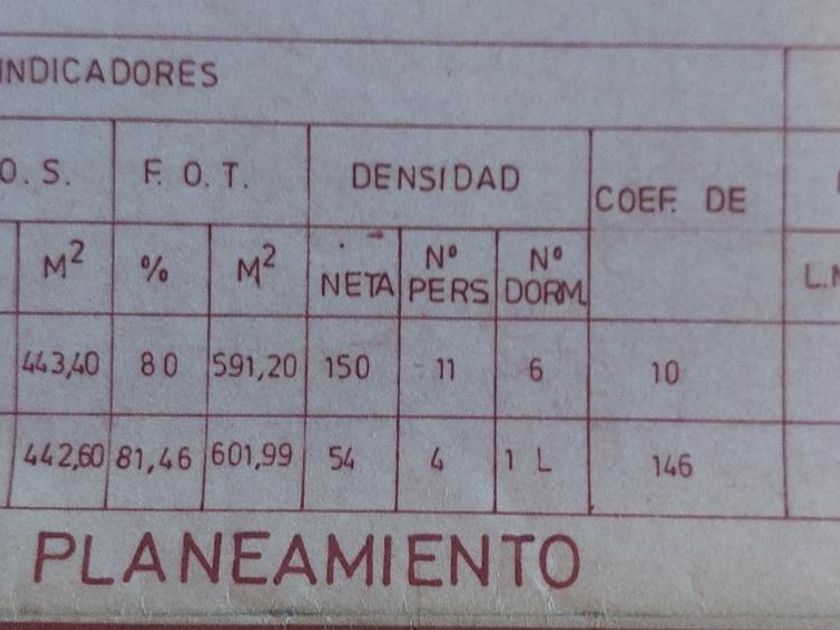 INDICADORES
O.S. F.O.T. DENSIDAD COEF. DE
M² % M² NETA Nº PERS Nº DORM.
443,40 80 591,20 150 11 6 10
442,60 81,46 601,99 54 4 1 L 146
PLANEAMIENTO